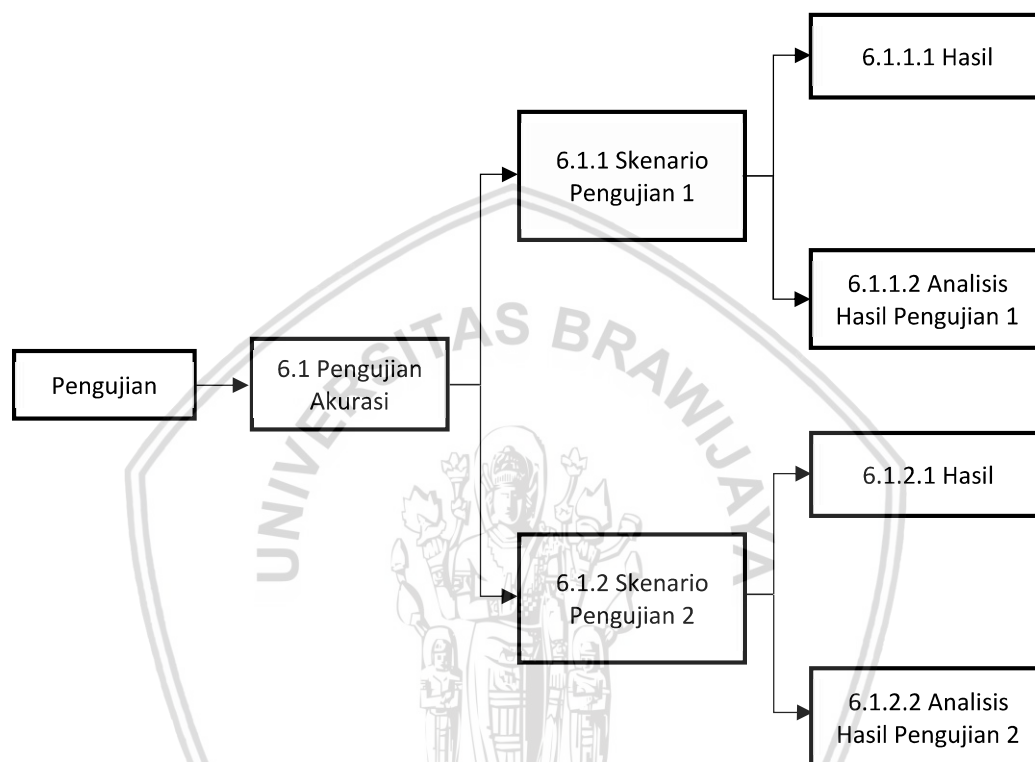 Pengujian
6.1 Pengujian
Akurasi
6.1.1 Skenario
Pengujian 1
6.1.1.1 Hasil
6.1.1.2 Analisis
Hasil Pengujian 1
6.1.2 Skenario
Pengujian 2
6.1.2.1 Hasil
6.1.2.2 Analisis
Hasil Pengujian 2
UNIVERSITAS BRAWIJAYA